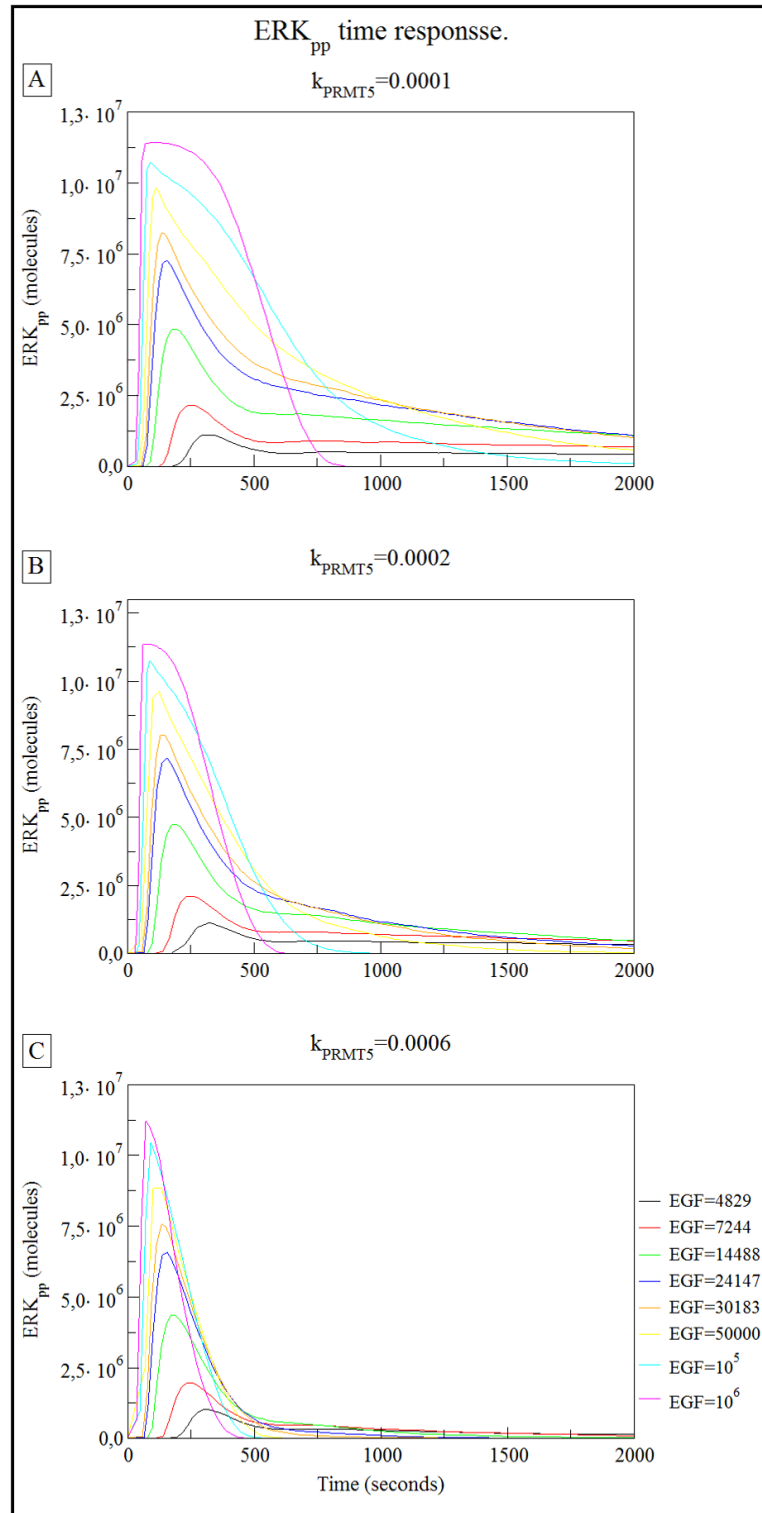 ERKpp time responsse.
A
kPRMT5=0.0001
1,3· 10^7
1,0· 10^7
7,5· 10^6
5,0· 10^6
2,5· 10^6
0,0
ERKpp (molecules)
0 500 1000 1500 2000
B
kPRMT5=0.0002
1,3· 10^7
1,0· 10^7
7,5· 10^6
5,0· 10^6
2,5· 10^6
0,0
ERKpp (molecules)
0 500 1000 1500 2000
C
kPRMT5=0.0006
1,3· 10^7
1,0· 10^7
7,5· 10^6
5,0· 10^6
2,5· 10^6
0,0
ERKpp (molecules)
0 500 1000 1500 2000
Time (seconds)
EGF=4829
EGF=7244
EGF=14488
EGF=24147
EGF=30183
EGF=50000
EGF=10^5
EGF=10^6